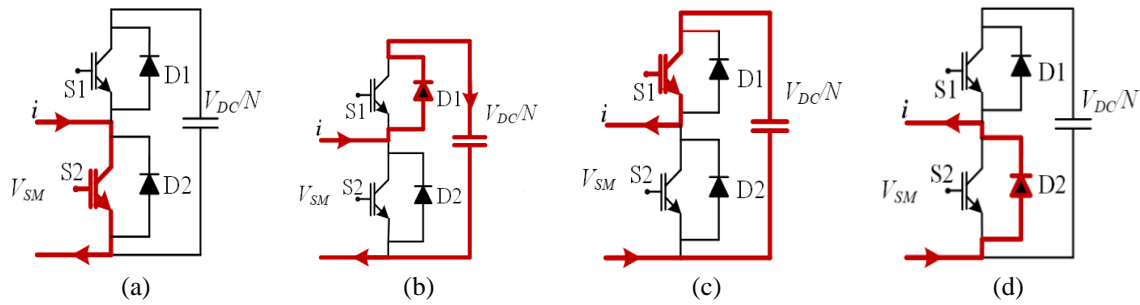 S1 D1 V_DC/N i S2 D2 V_SM
S1 D1 V_DC/N i S2 D2 V_SM
S1 D1 V_DC/N i S2 D2 V_SM
S1 D1 V_DC/N i S2 D2 V_SM
(a) (b) (c) (d)